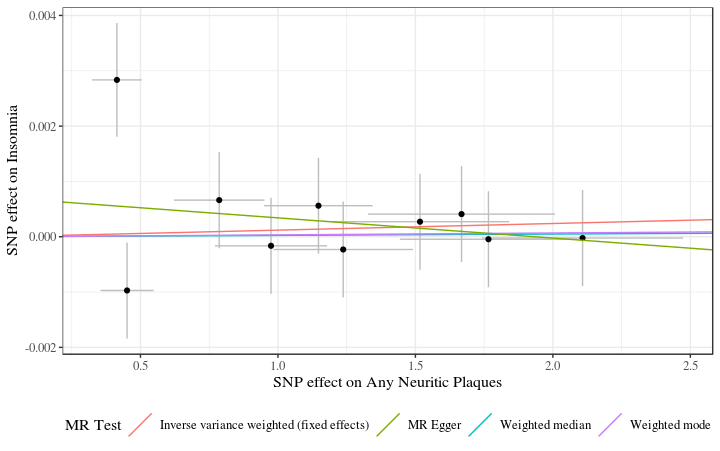 0.004
0.002
0.000
-0.002
SNP effect on Insomnia
0.5 1.0 1.5 2.0 2.5
SNP effect on Any Neuritic Plaques
MR Test Inverse variance weighted (fixed effects) MR Egger Weighted median Weighted mode